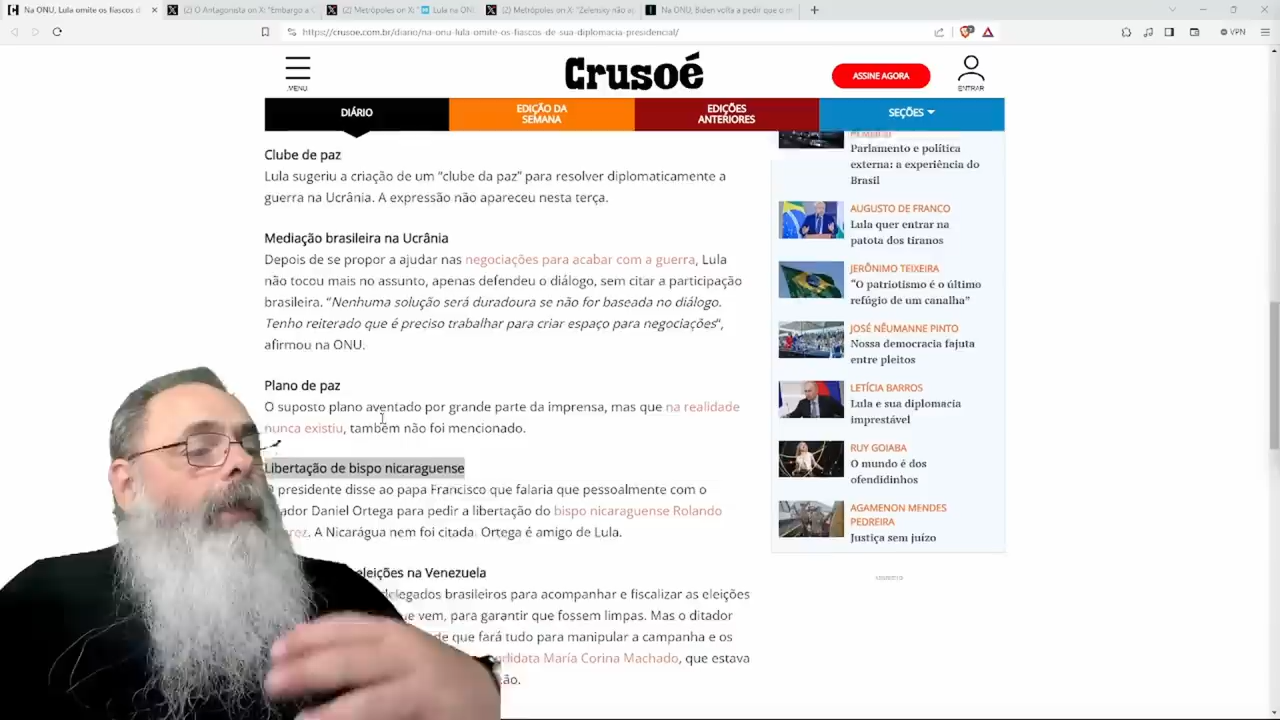 Na ONU, Lula omite os fiascos d
(2) O Antagonista on X: "Embargo a C
(2) Metrópoles on X: "
Lula na ONU
(2) Metrópoles on X: "Zelensky não ap
Na ONU, Biden volta a pedir que o m
https://crusoe.com.br/diario/na-onu-lula-omite-os-fiascos-de-sua-diplomacia-presidencial/
VPN
MENU
Crusoé
ASSINE AGORA
ENTRAR
DIÁRIO
EDIÇÃO DA
SEMANA
EDIÇÕES
ANTERIORES
SEÇÕES
Clube de paz
Lula sugeriu a criação de um "clube da paz" para resolver diplomaticamente a
guerra na Ucrânia. A expressão não apareceu nesta terça.
Mediação brasileira na Ucrânia
Depois de se propor a ajudar nas negociações para acabar com a guerra, Lula
não tocou mais no assunto, apenas defendeu o diálogo, sem citar a participação
brasileira. "Nenhuma solução será duradoura se não for baseada no diálogo.
Tenho reiterado que é preciso trabalhar para criar espaço para negociações",
afirmou na ONU.
Plano de paz
O suposto plano aventado por grande parte da imprensa, mas que na realidade
nunca existiu, também não foi mencionado.
Libertação de bispo nicaraguense
presidente disse ao papa Francisco que falaria que pessoalmente com o
ador Daniel Ortega para pedir a libertação do bispo nicaraguense Rolando
rez. A Nicarágua nem foi citada. Ortega é amigo de Lula.
eleições na Venezuela
delegados brasileiros para acompanhar e fiscalizar as eleições
que vem, para garantir que fossem limpas. Mas o ditador
de que fará tudo para manipular a campanha e os
ndidata María Corina Machado, que estava
ão.
Parlamento e política
externa: a experiência do
Brasil
AUGUSTO DE FRANCO
Lula quer entrar na
patota dos tiranos
JERÔNIMO TEIXEIRA
"O patriotismo é o último
refúgio de um canalha"
JOSÉ NÊUMANNE PINTO
Nossa democracia fajuta
entre pleitos
LETÍCIA BARROS
Lula e sua diplomacia
imprestável
RUY GOIABA
O mundo é dos
ofendidinhos
AGAMENON MENDES
PEDREIRA
Justiça sem juízo